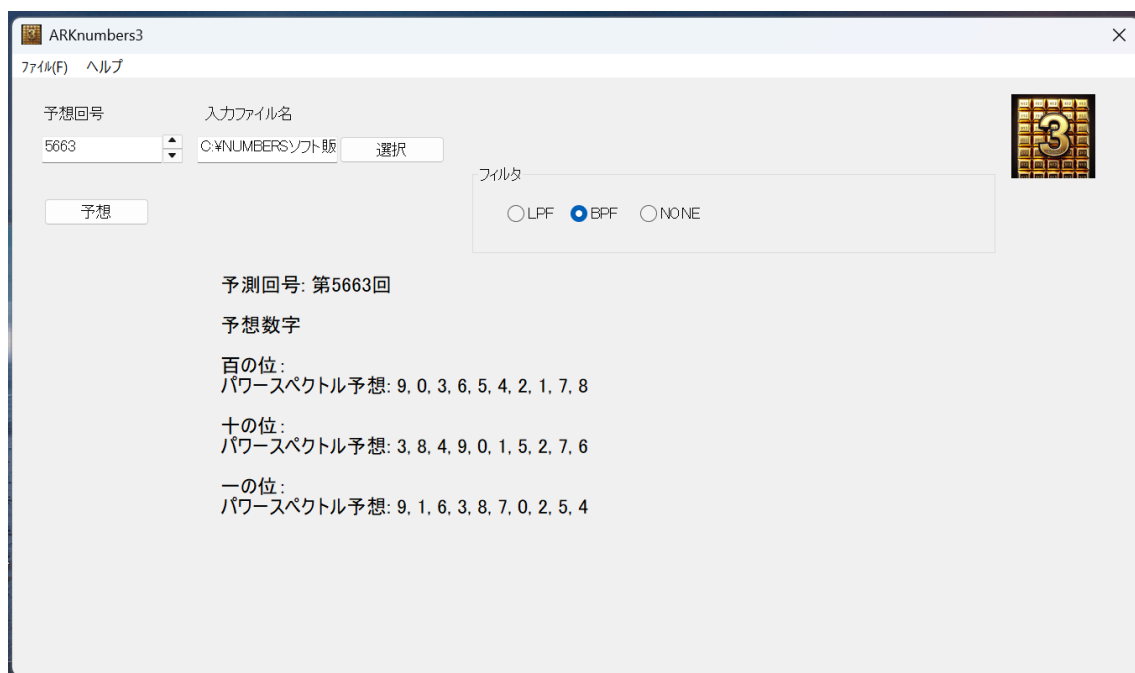 ARKnumbers3
ファイル(F) ヘルプ
予想回号 入力ファイル名
5663 C:¥NUMBERSソフト販 選択
フィルタ
予想 LPF BPF NONE
3
予測回号: 第5663回
予想数字
百の位:
パワースペクトル予想: 9, 0, 3, 6, 5, 4, 2, 1, 7, 8
十の位:
パワースペクトル予想: 3, 8, 4, 9, 0, 1, 5, 2, 7, 6
一の位:
パワースペクトル予想: 9, 1, 6, 3, 8, 7, 0, 2, 5, 4